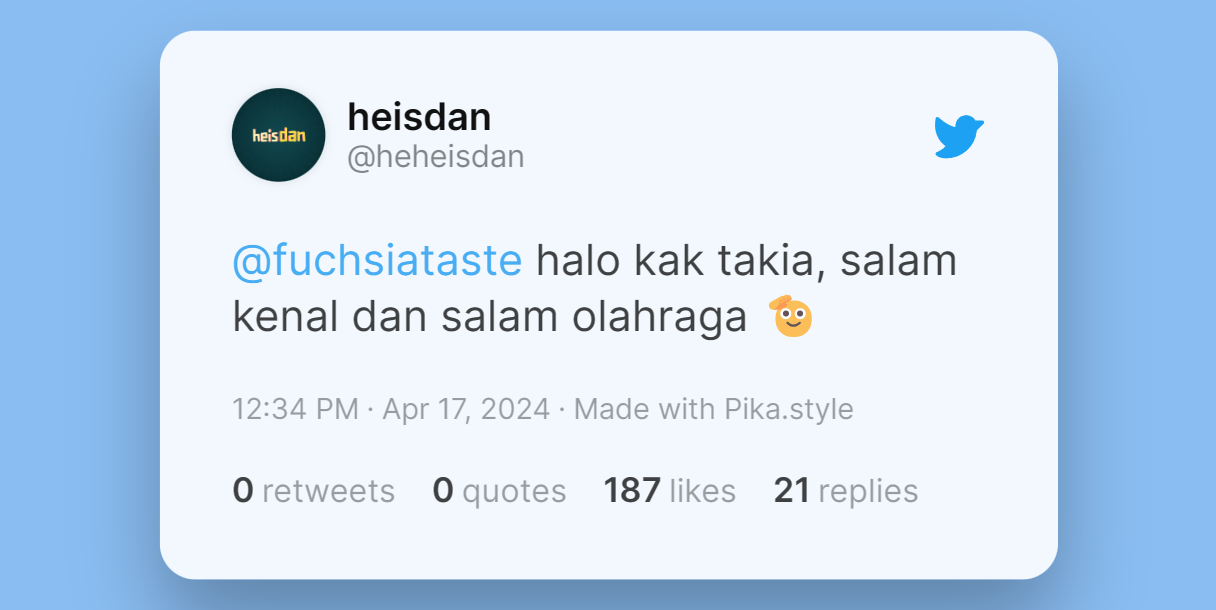 heisdan
heisdan
@heheisdan
@fuchsiataste halo kak takia, salam
kenal dan salam olahraga 🫡
12:34 PM · Apr 17, 2024 · Made with Pika.style
0 retweets 0 quotes 187 likes 21 replies